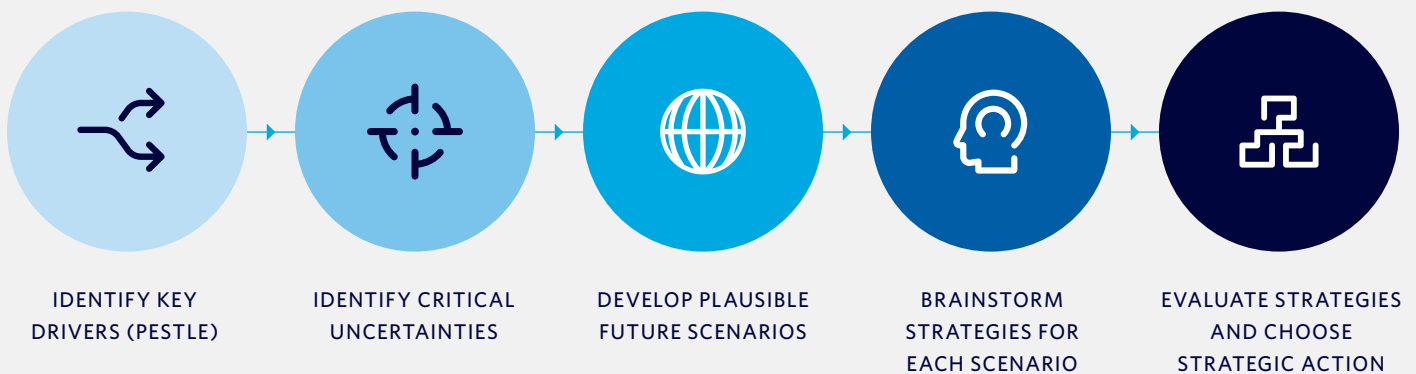 IDENTIFY KEY
DRIVERS (PESTLE)
IDENTIFY CRITICAL
UNCERTAINTIES
DEVELOP PLAUSIBLE
FUTURE SCENARIOS
BRAINSTORM
STRATEGIES FOR
EACH SCENARIO
EVALUATE STRATEGIES
AND CHOOSE
STRATEGIC ACTION